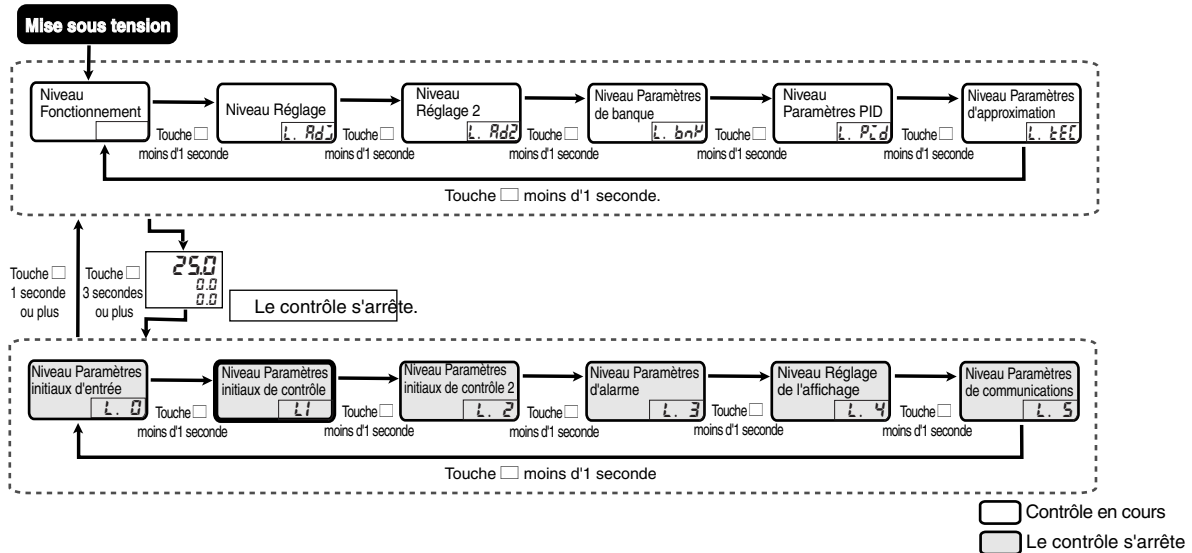 Mise sous tension
Niveau
Fonctionnement
Niveau Réglage
L. AdJ
Niveau
Réglage 2
L. Ad2
Niveau Paramètres
de banque
L. bnK
Niveau
Paramètres PID
L. Pid
Niveau Paramètres
d'approximation
L. tEC
Touche
moins d'1 seconde
Touche
moins d'1 seconde
Touche
moins d'1 seconde
Touche
moins d'1 seconde
Touche
moins d'1 seconde
Touche moins d'1 seconde.
Touche
1 seconde
ou plus
Touche
3 secondes
ou plus
25.0
0.0
0.0
Le contrôle s'arrête.
Niveau Paramètres
initiaux d'entrée
L. 0
Niveau Paramètres
initiaux de contrôle
L1
Niveau Paramètres
initiaux de contrôle 2
L. 2
Niveau Paramètres
d'alarme
L. 3
Niveau Réglage
de l'affichage
L. 4
Niveau Paramètres
de communications
L. 5
Touche
moins d'1 seconde
Touche
moins d'1 seconde
Touche
moins d'1 seconde
Touche
moins d'1 seconde
Touche
moins d'1 seconde
Touche moins d'1 seconde
Contrôle en cours
Le contrôle s'arrête